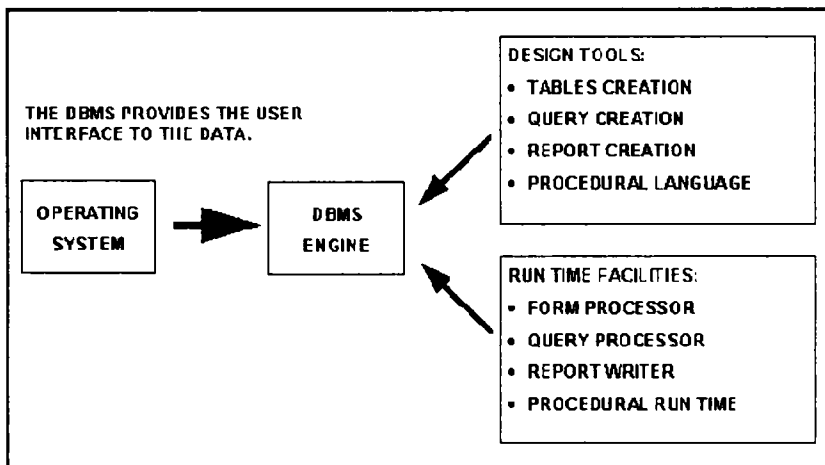 THE DBMS PROVIDES THE USER
INTERFACE TO THE DATA.
OPERATING
SYSTEM
DBMS
ENGINE
DESIGN TOOLS:
• TABLES CREATION
• QUERY CREATION
• REPORT CREATION
• PROCEDURAL LANGUAGE
RUN TIME FACILITIES:
• FORM PROCESSOR
• QUERY PROCESSOR
• REPORT WRITER
• PROCEDURAL RUN TIME